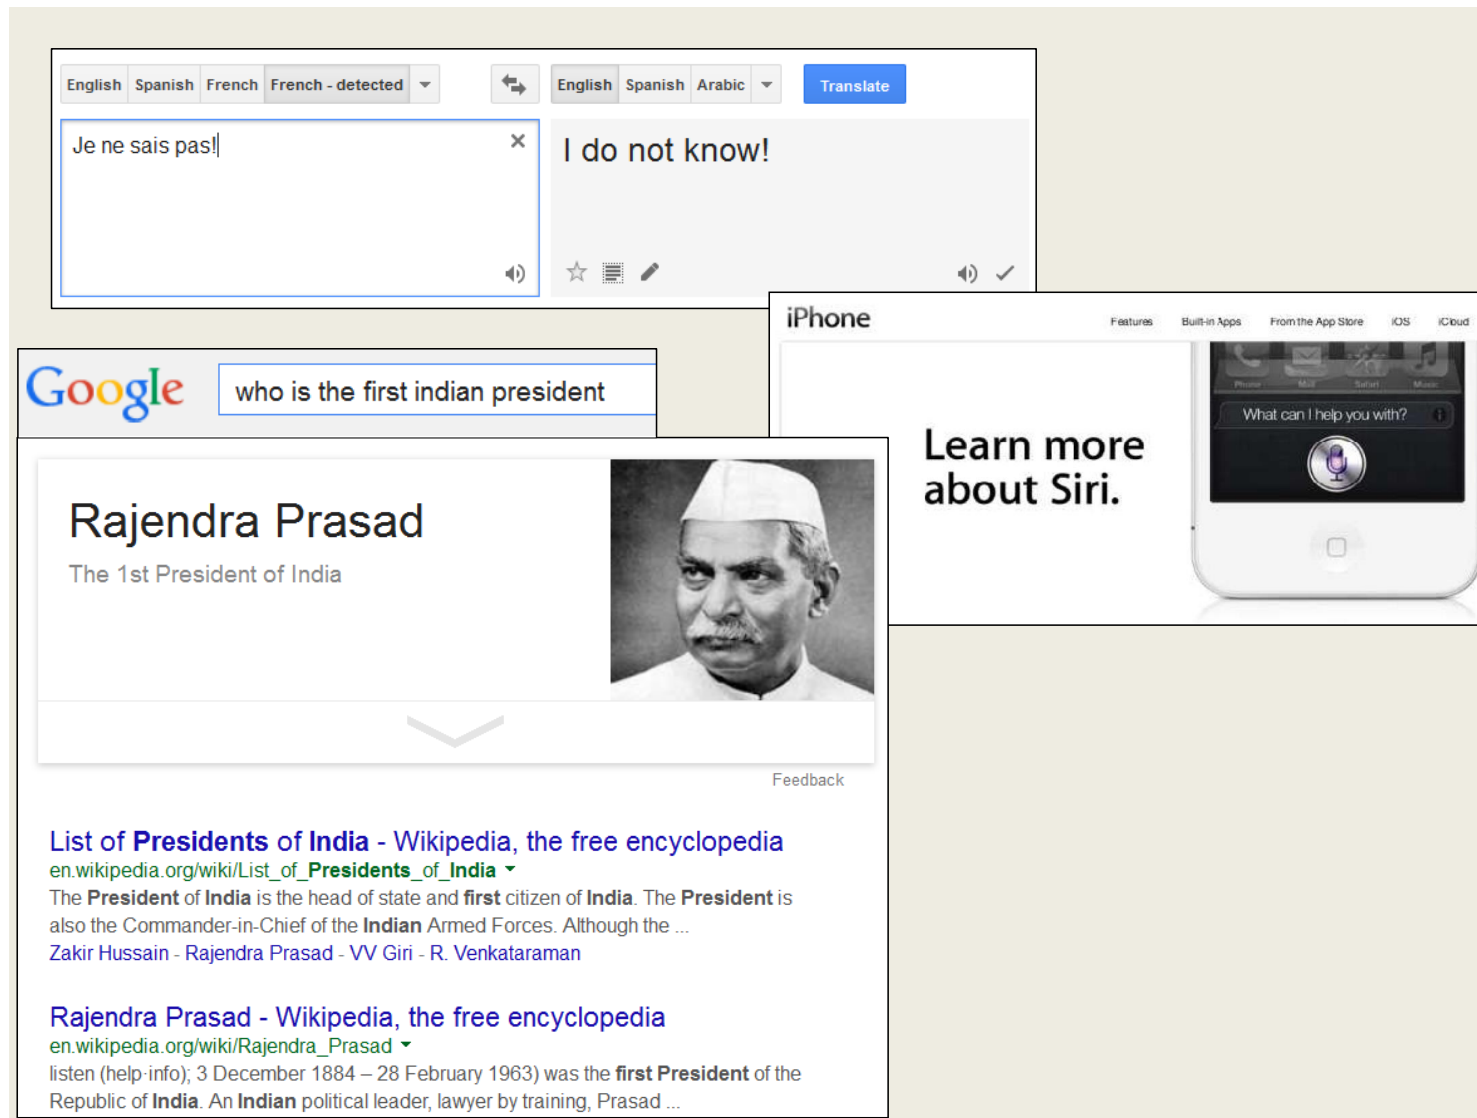 English Spanish French French - detected
English Spanish Arabic
Translate
Je ne sais pas!
I do not know!
iPhone
Features Built-in Apps From the App Store iOS iCloud
Phone Mail Safari Music
What can I help you with?
Learn more
about Siri.
Google
who is the first indian president
Rajendra Prasad
The 1st President of India
Feedback
List of Presidents of India - Wikipedia, the free encyclopedia
en.wikipedia.org/wiki/List_of_Presidents_of_India
The President of India is the head of state and first citizen of India. The President is
also the Commander-in-Chief of the Indian Armed Forces. Although the ...
Zakir Hussain - Rajendra Prasad - VV Giri - R. Venkataraman
Rajendra Prasad - Wikipedia, the free encyclopedia
en.wikipedia.org/wiki/Rajendra_Prasad
listen (help·info); 3 December 1884 – 28 February 1963) was the first President of the
Republic of India. An Indian political leader, lawyer by training, Prasad ...